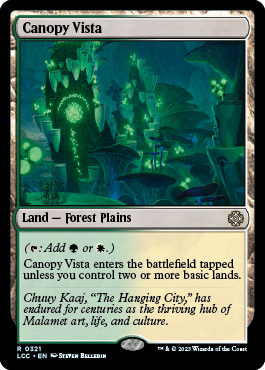 Canopy Vista
Land — Forest Plains
(: Add  or .)
Canopy Vista enters the battlefield tapped
unless you control two or more basic lands.
Chuuy Kaaj, “The Hanging City,” has
endured for centuries as the thriving hub of
Malamet art, life, and culture.
R 0321
LCC • EN Steven Belledin
™ & © 2023 Wizards of the Coast